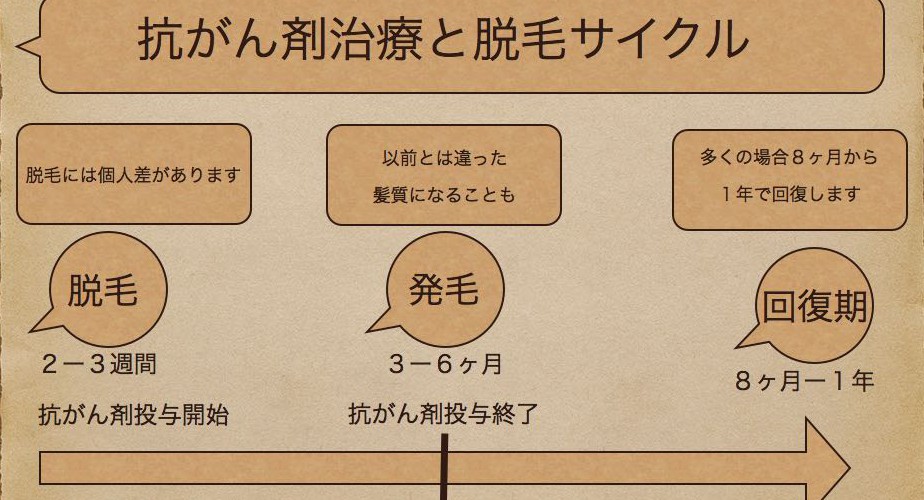 抗がん剤治療と脱毛サイクル
脱毛には個人差があります
以前とは違った
髪質になることも
多くの場合８ヶ月から
１年で回復します
脱毛
発毛
回復期
２ー３週間
３ー６ヶ月
８ヶ月ー１年
抗がん剤投与開始
抗がん剤投与終了